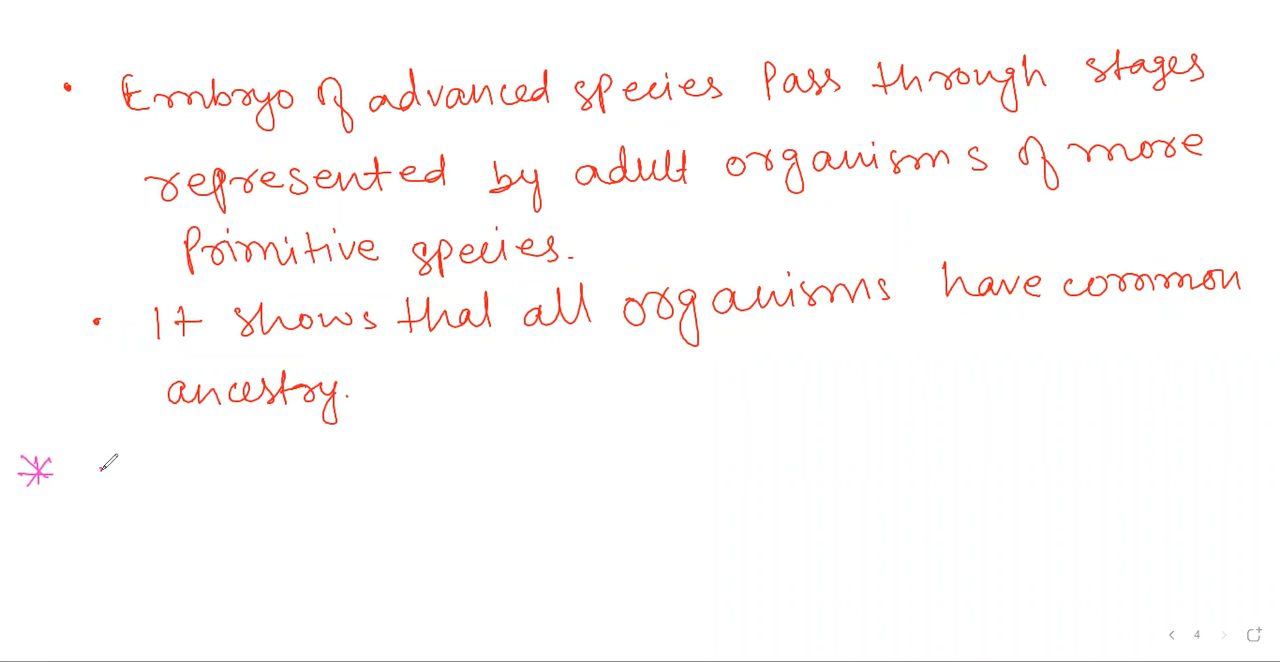 • Embryo of advanced species Pass through stages
represented by adult organisms of more
Primitive species.
• It shows that all organisms have common
ancestry.
*
< 4 >